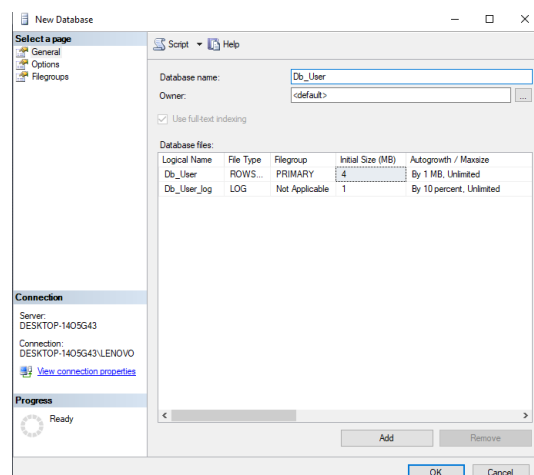 New Database
Select a page
General
Options
Filegroups
Script
Help
Database name:
Db_User
Owner:
<default>
...
Use full-text indexing
Database files:
Logical Name File Type Filegroup Initial Size (MB) Autogrowth / Maxsize
Db_User ROWS... PRIMARY 4 By 1 MB, Unlimited
Db_User_log LOG Not Applicable 1 By 10 percent, Unlimited
Connection
Server:
DESKTOP-14O5G43
Connection:
DESKTOP-14O5G43\LENOVO
View connection properties
Progress
Ready
Add
Remove
OK
Cancel